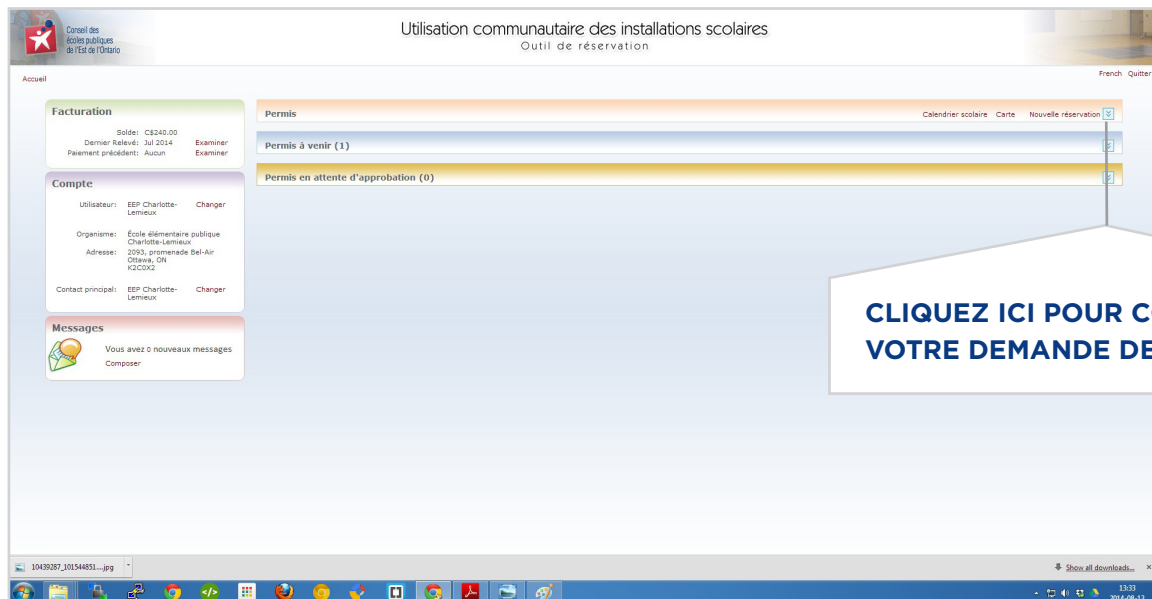 Conseil des
écoles publiques
de l'Est de l'Ontario
Utilisation communautaire des installations scolaires
Outil de réservation
Accueil
French Quitter
Facturation
Solde: C$240.00
Dernier Relevé: Jul 2014 Examiner
Paiement précédent: Aucun Examiner
Compte
Utilisateur: EEP Charlotte-
Lemieux
Changer
Organisme: École élémentaire publique
Charlotte-Lemieux
Adresse: 2093, promenade Bel-Air
Ottawa, ON
K2C0X2
Contact principal: EEP Charlotte-
Lemieux
Changer
Messages
Vous avez 0 nouveaux messages
Composer
Permis Calendrier scolaire Carte Nouvelle réservation
Permis à venir (1)
Permis en attente d'approbation (0)
CLIQUEZ ICI POUR
VOTRE DEMANDE DE
10439287_101544851....jpg
Show all downloads...
13:33
2014-08-12